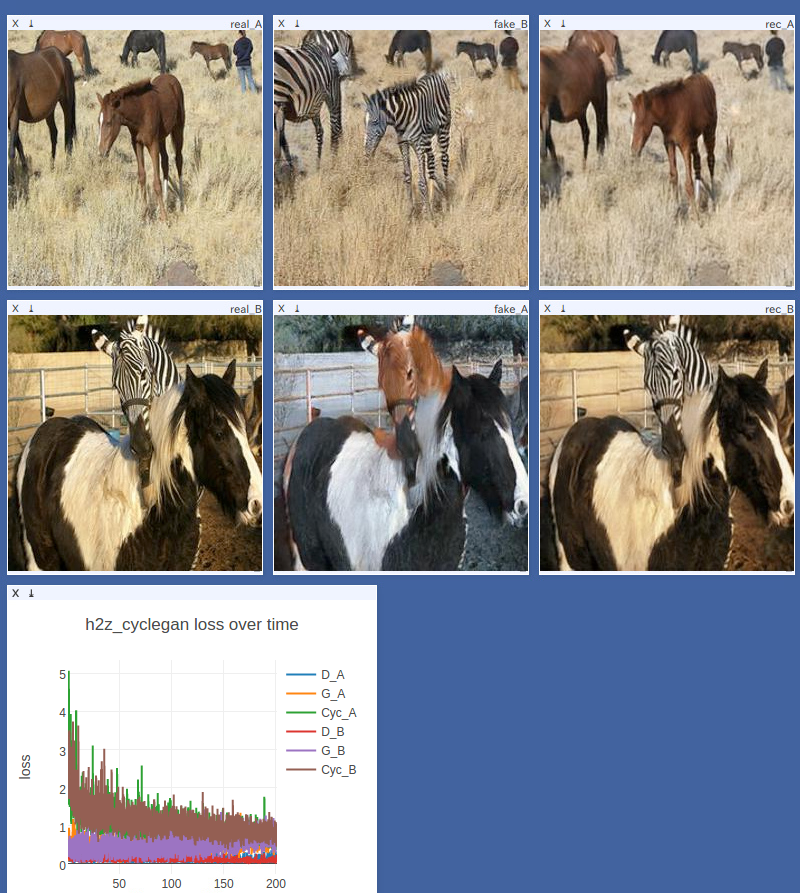 X ⤓ real_A
X ⤓ fake_B
X ⤓ rec_A
X ⤓ real_B
X ⤓ fake_A
X ⤓ rec_B
X ⤓
h2z_cyclegan loss over time
5
4
3
2
1
0
loss
50 100 150 200
D_A
G_A
Cyc_A
D_B
G_B
Cyc_B